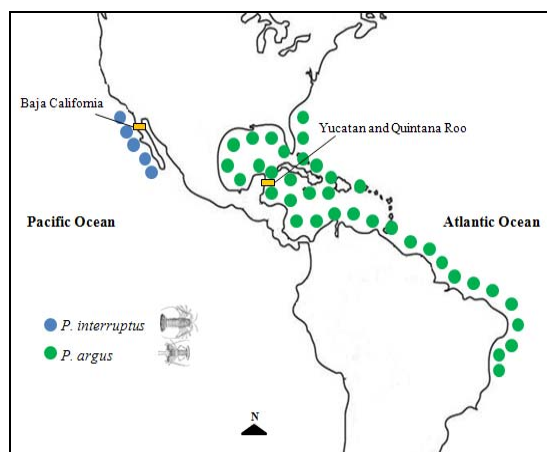 Baja California
Yucatan and Quintana Roo
Pacific Ocean
Atlantic Ocean
P. interruptus
P. argus
N